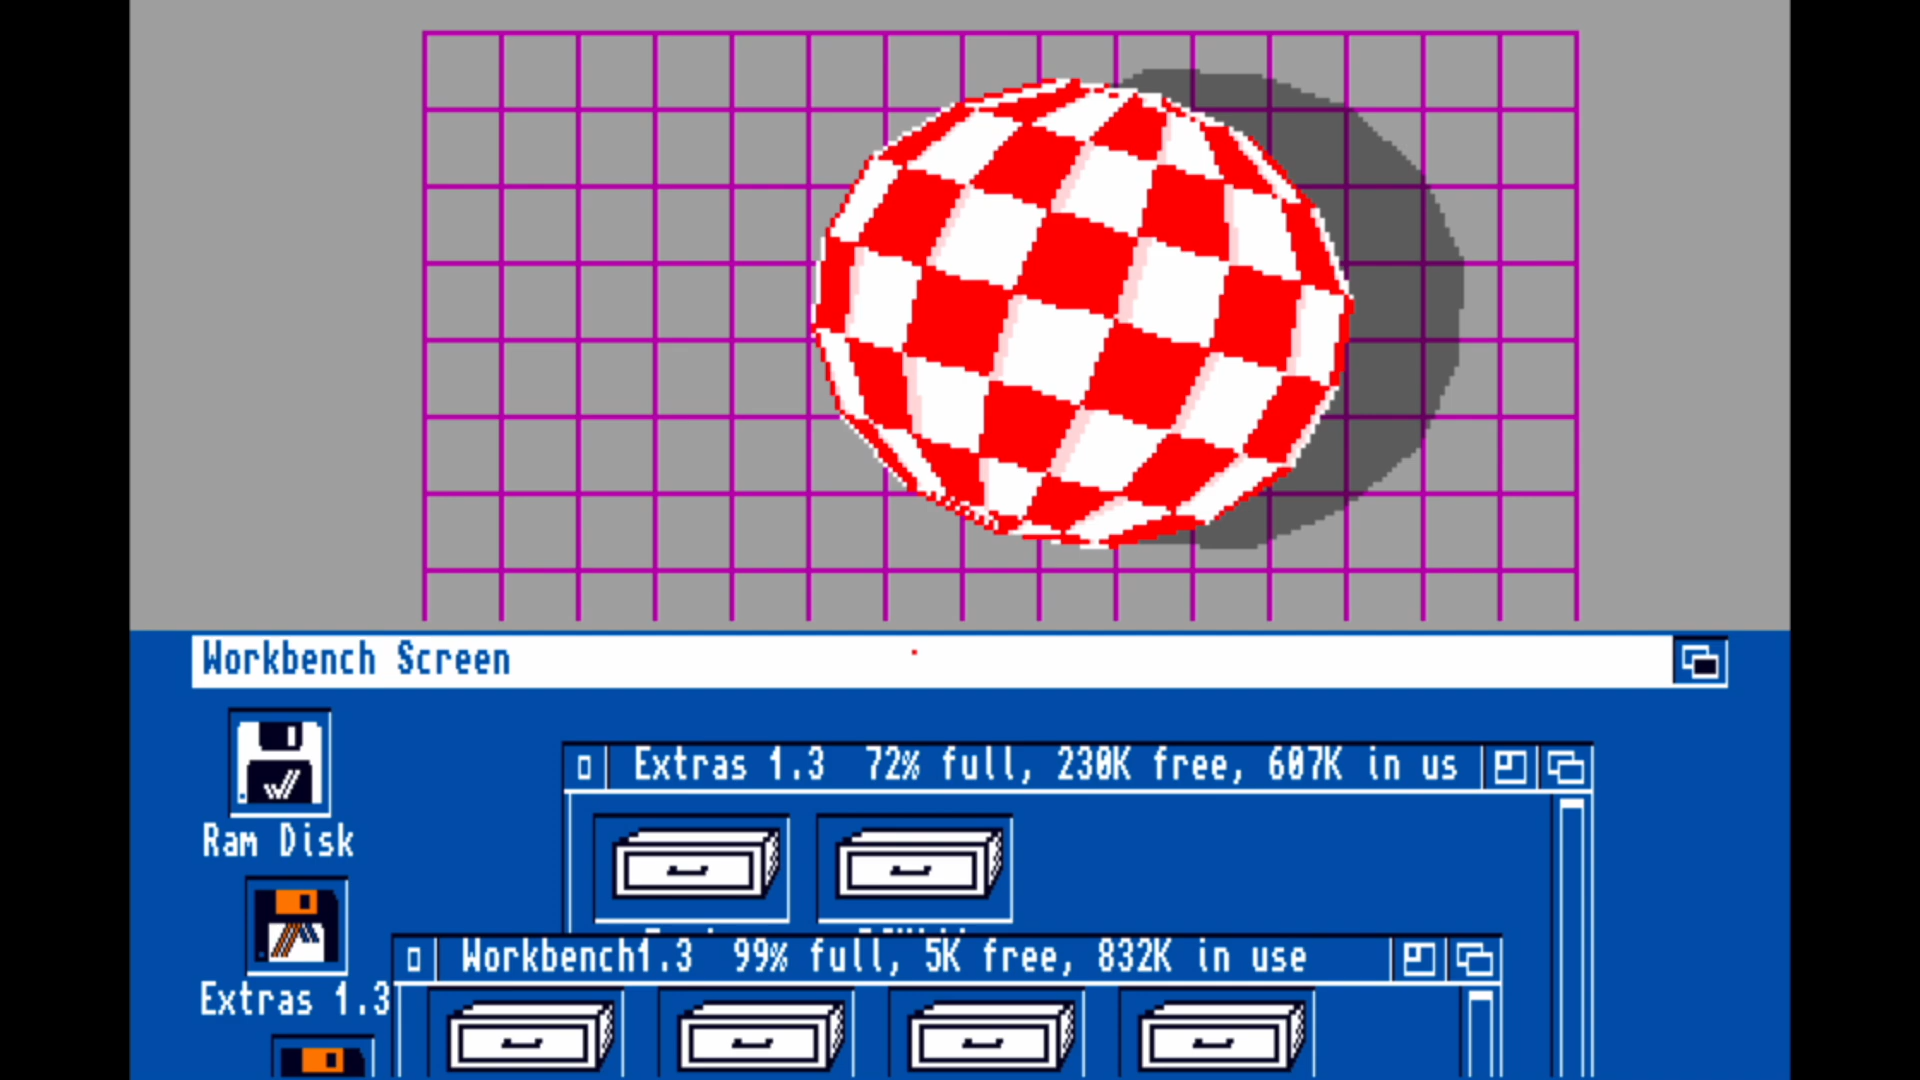 Workbench Screen
Extras 1.3  72% full, 230K free, 607K in us
Ram Disk
Workbench1.3  99% full, 5K free, 832K in use
Extras 1.3